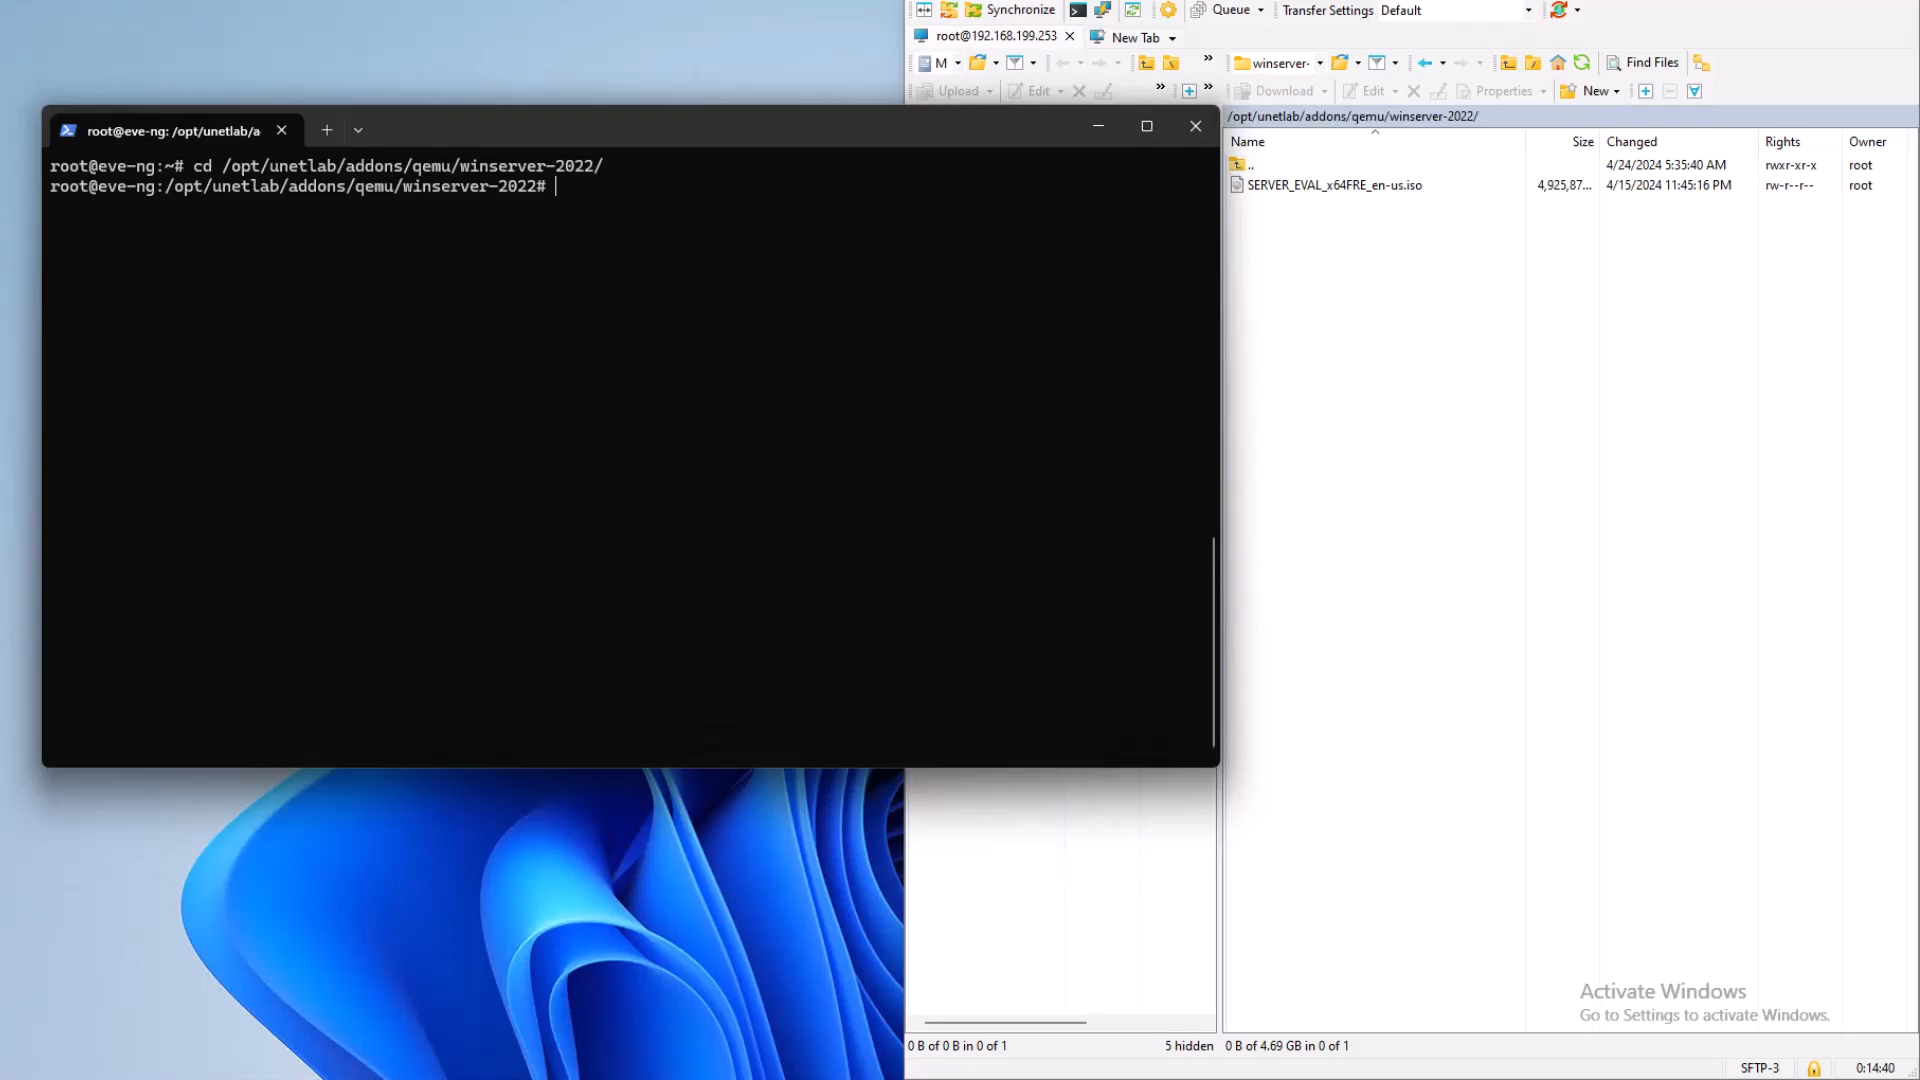 Synchronize Queue Transfer Settings Default
root@192.168.199.253 New Tab
M » winserver- Find Files
Upload Edit » » Download Edit Properties New
/opt/unetlab/addons/qemu/winserver-2022/
Name Size Changed Rights Owner
.. 4/24/2024 5:35:40 AM rwxr-xr-x root
SERVER_EVAL_x64FRE_en-us.iso 4,925,87... 4/15/2024 11:45:16 PM rw-r--r-- root
root@eve-ng: /opt/unetlab/a
root@eve-ng:~# cd /opt/unetlab/addons/qemu/winserver-2022/
root@eve-ng:/opt/unetlab/addons/qemu/winserver-2022#
Activate Windows
Go to Settings to activate Windows.
0 B of 0 B in 0 of 1 5 hidden 0 B of 4.69 GB in 0 of 1
SFTP-3 0:14:40